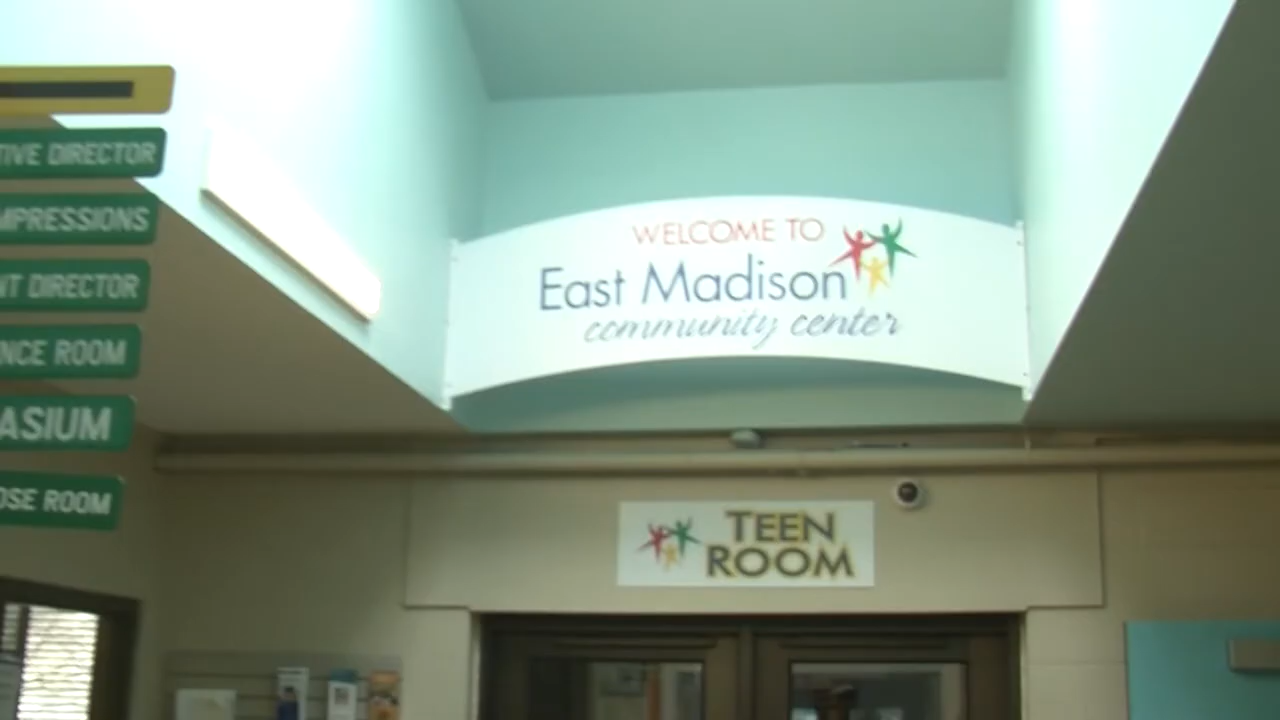 TIVE DIRECTOR
MPRESSIONS
NT DIRECTOR
NCE ROOM
ASIUM
OSE ROOM
WELCOME TO
East Madison
community center
TEEN
ROOM